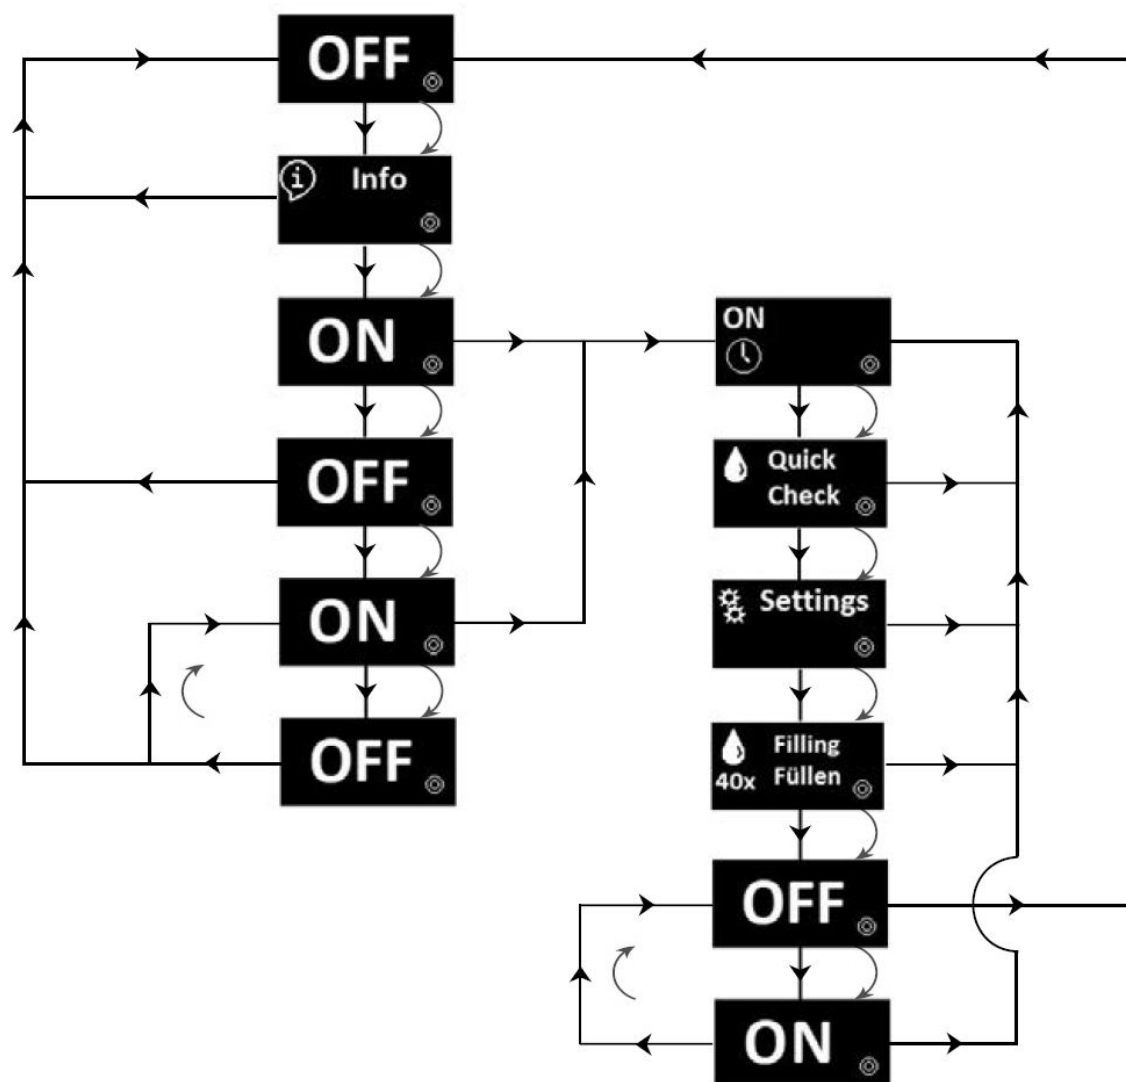 OFF
i Info
ON
OFF
ON
OFF
ON
Quick
Check
Settings
Filling
40x Füllen
OFF
ON